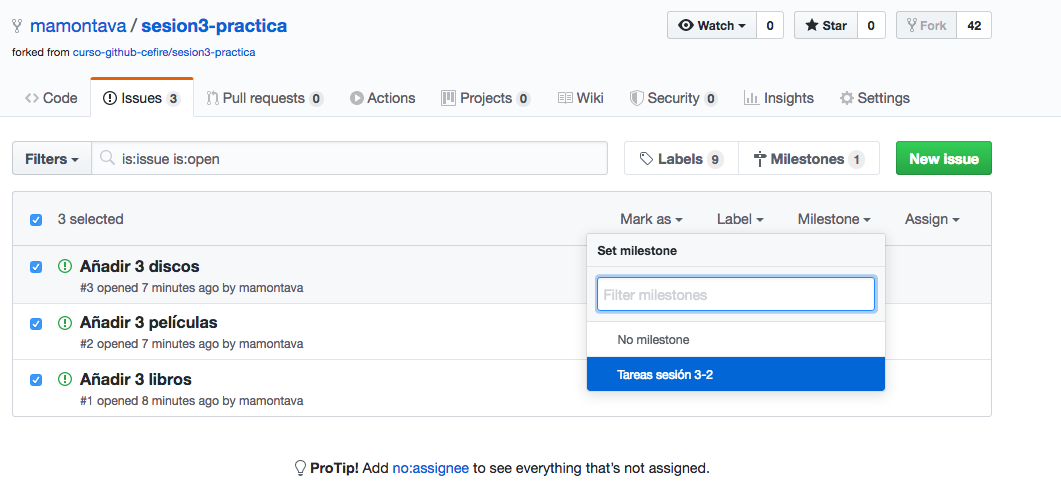 mamontava / sesion3-practica
Watch 0 Star 0 Fork 42
forked from curso-github-cefire/sesion3-practica
Code Issues 3 Pull requests 0 Actions Projects 0 Wiki Security 0 Insights Settings
Filters is:issue is:open Labels 9 Milestones 1 New issue
3 selected Mark as Label Milestone Assign
Set milestone
Filter milestones
No milestone
Tareas sesión 3-2
Añadir 3 discos
#3 opened 7 minutes ago by mamontava
Añadir 3 películas
#2 opened 7 minutes ago by mamontava
Añadir 3 libros
#1 opened 8 minutes ago by mamontava
ProTip! Add no:assignee to see everything that's not assigned.